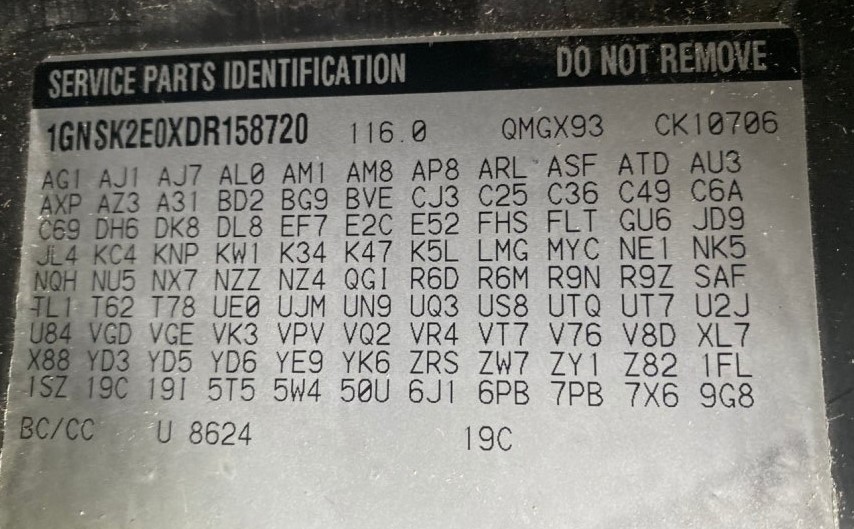 SERVICE PARTS IDENTIFICATION DO NOT REMOVE
1GNSK2E0XDR158720 116.0 QMGX93 CK10706
AG1 AJ1 AJ7 AL0 AM1 AM8 AP8 ARL ASF ATD AU3
AXP AZ3 A31 BD2 BG9 BVE CJ3 C25 C36 C49 C6A
C69 DH6 DK8 DL8 EF7 E2C E52 FHS FLT GU6 JD9
JL4 KC4 KNP KW1 K34 K47 K5L LMG MYC NE1 NK5
NQH NU5 NX7 NZZ NZ4 QGI R6D R6M R9N R9Z SAF
TL1 T62 T78 UE0 UJM UN9 UQ3 US8 UTQ UT7 U2J
U84 VGD VGE VK3 VPV VQ2 VR4 VT7 V76 V8D XL7
X88 YD3 YD5 YD6 YE9 YK6 ZRS ZW7 ZY1 Z82 1FL
1SZ 19C 19I 5T5 5W4 50U 6J1 6PB 7PB 7X6 9G8
BC/CC U 8624 19C